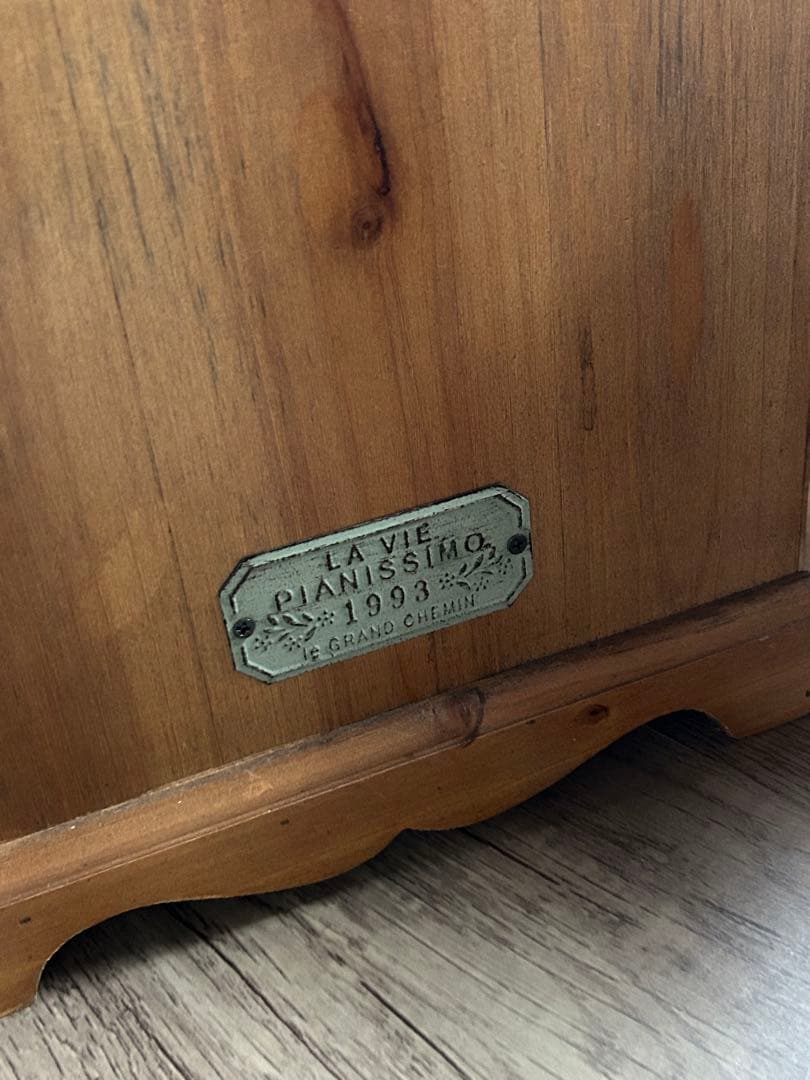 LA VIE
PIANISSIMO
1993
le GRAND CHEMIN